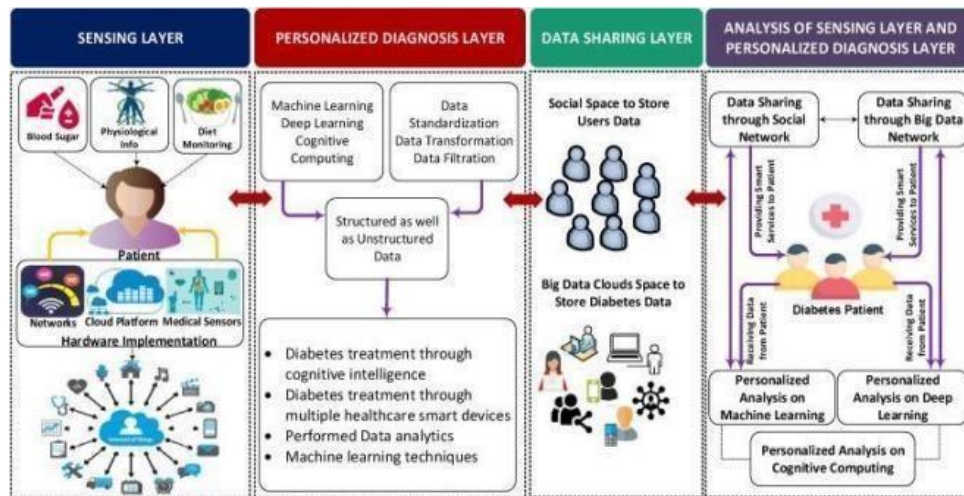 SENSING LAYER
Blood Sugar
Physiological
Info
Diet
Monitoring
Patient
Networks
Cloud Platform
Medical Sensors
Hardware Implementation
Internet of Things
PERSONALIZED DIAGNOSIS LAYER
Machine Learning
Deep Learning
Cognitive
Computing
Data
Standardization
Data Transformation
Data Filtration
Structured as well
as Unstructured
Data
• Diabetes treatment through
cognitive intelligence
• Diabetes treatment through
multiple healthcare smart devices
• Performed Data analytics
• Machine learning techniques
DATA SHARING LAYER
Social Space to Store
Users Data
Big Data Clouds Space to
Store Diabetes Data
ANALYSIS OF SENSING LAYER AND
PERSONALIZED DIAGNOSIS LAYER
Data Sharing
through Social
Network
Data Sharing
through Big Data
Network
Providing Smart
Services to Patient
Providing Smart
Services to Patient
Diabetes Patient
Receiving Data
from Patient
Receiving Data
from Patient
Personalized Analysis on
Machine Learning
Personalized Analysis on Deep
Learning
Personalized Analysis on
Cognitive Computing